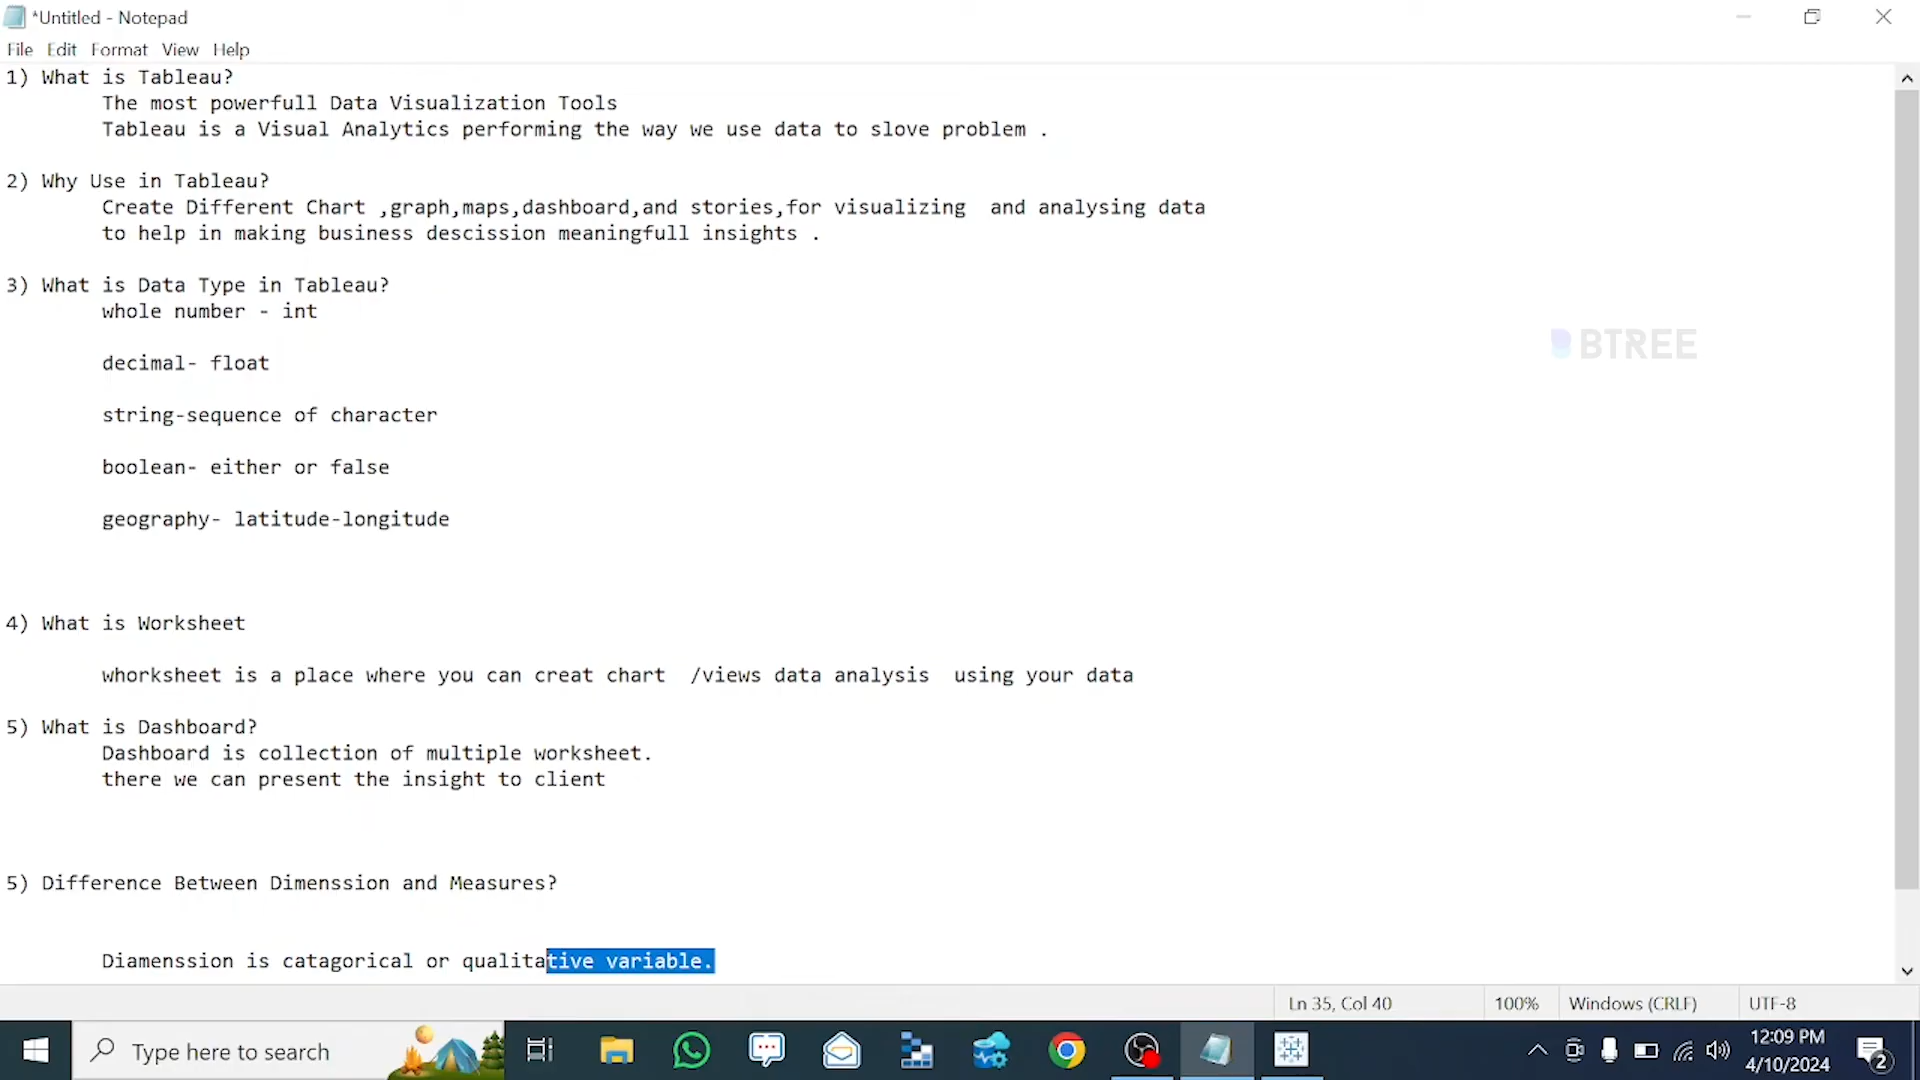 *Untitled - Notepad
File Edit Format View Help
1) What is Tableau?
The most powerfull Data Visualization Tools
Tableau is a Visual Analytics performing the way we use data to slove problem .
2) Why Use in Tableau?
Create Different Chart ,graph,maps,dashboard,and stories,for visualizing  and analysing data
to help in making business descission meaningfull insights .
3) What is Data Type in Tableau?
whole number - int
decimal- float
BTREE
string-sequence of character
boolean- either or false
geography- latitude-longitude
4) What is Worksheet
whorksheet is a place where you can creat chart  /views data analysis  using your data
5) What is Dashboard?
Dashboard is collection of multiple worksheet.
there we can present the insight to client
5) Difference Between Dimenssion and Measures?
Diamenssion is catagorical or qualitative variable.
Ln 35, Col 40 100% Windows (CRLF) UTF-8
Type here to search
12:09 PM
4/10/2024
2